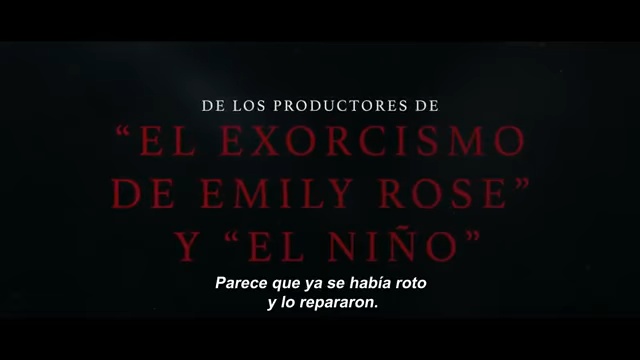 DE LOS PRODUCTORES DE
“EL EXORCISMO
DE EMILY ROSE”
Y “EL NIÑO”
Parece que ya se había roto
y lo repararon.